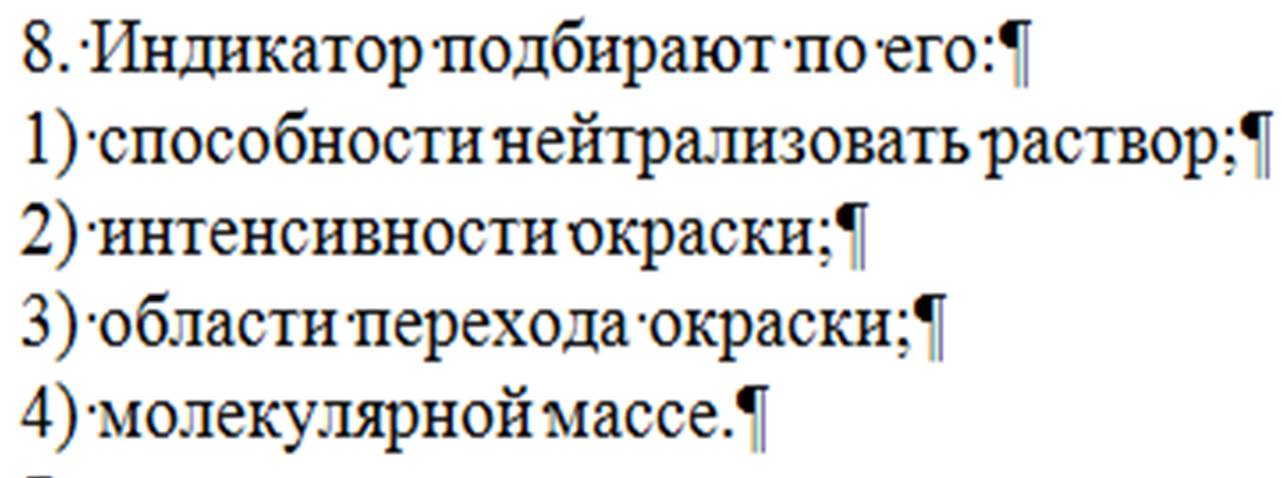 8. Индикатор подбирают по его:¶
1) способности нейтрализовать раствор;¶
2) интенсивности окраски;¶
3) области перехода окраски;¶
4) молекулярной массе.¶